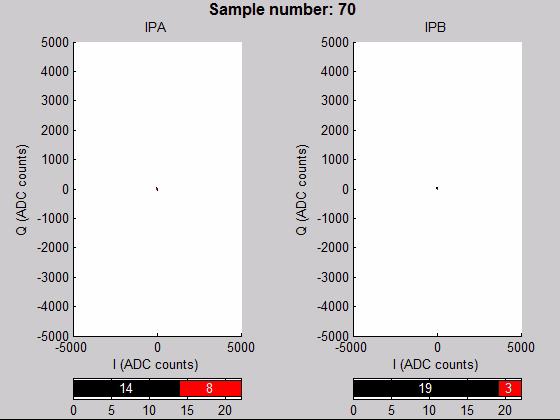 Sample number: 70
IPA IPB
5000 5000
4000 4000
3000 3000
2000 2000
1000 1000
0 0
-1000 -1000
-2000 -2000
-3000 -3000
-4000 -4000
-5000 -5000
Q (ADC counts) Q (ADC counts)
-5000 0 5000 -5000 0 5000
I (ADC counts) I (ADC counts)
14 8 19 3
0 5 10 15 20 0 5 10 15 20